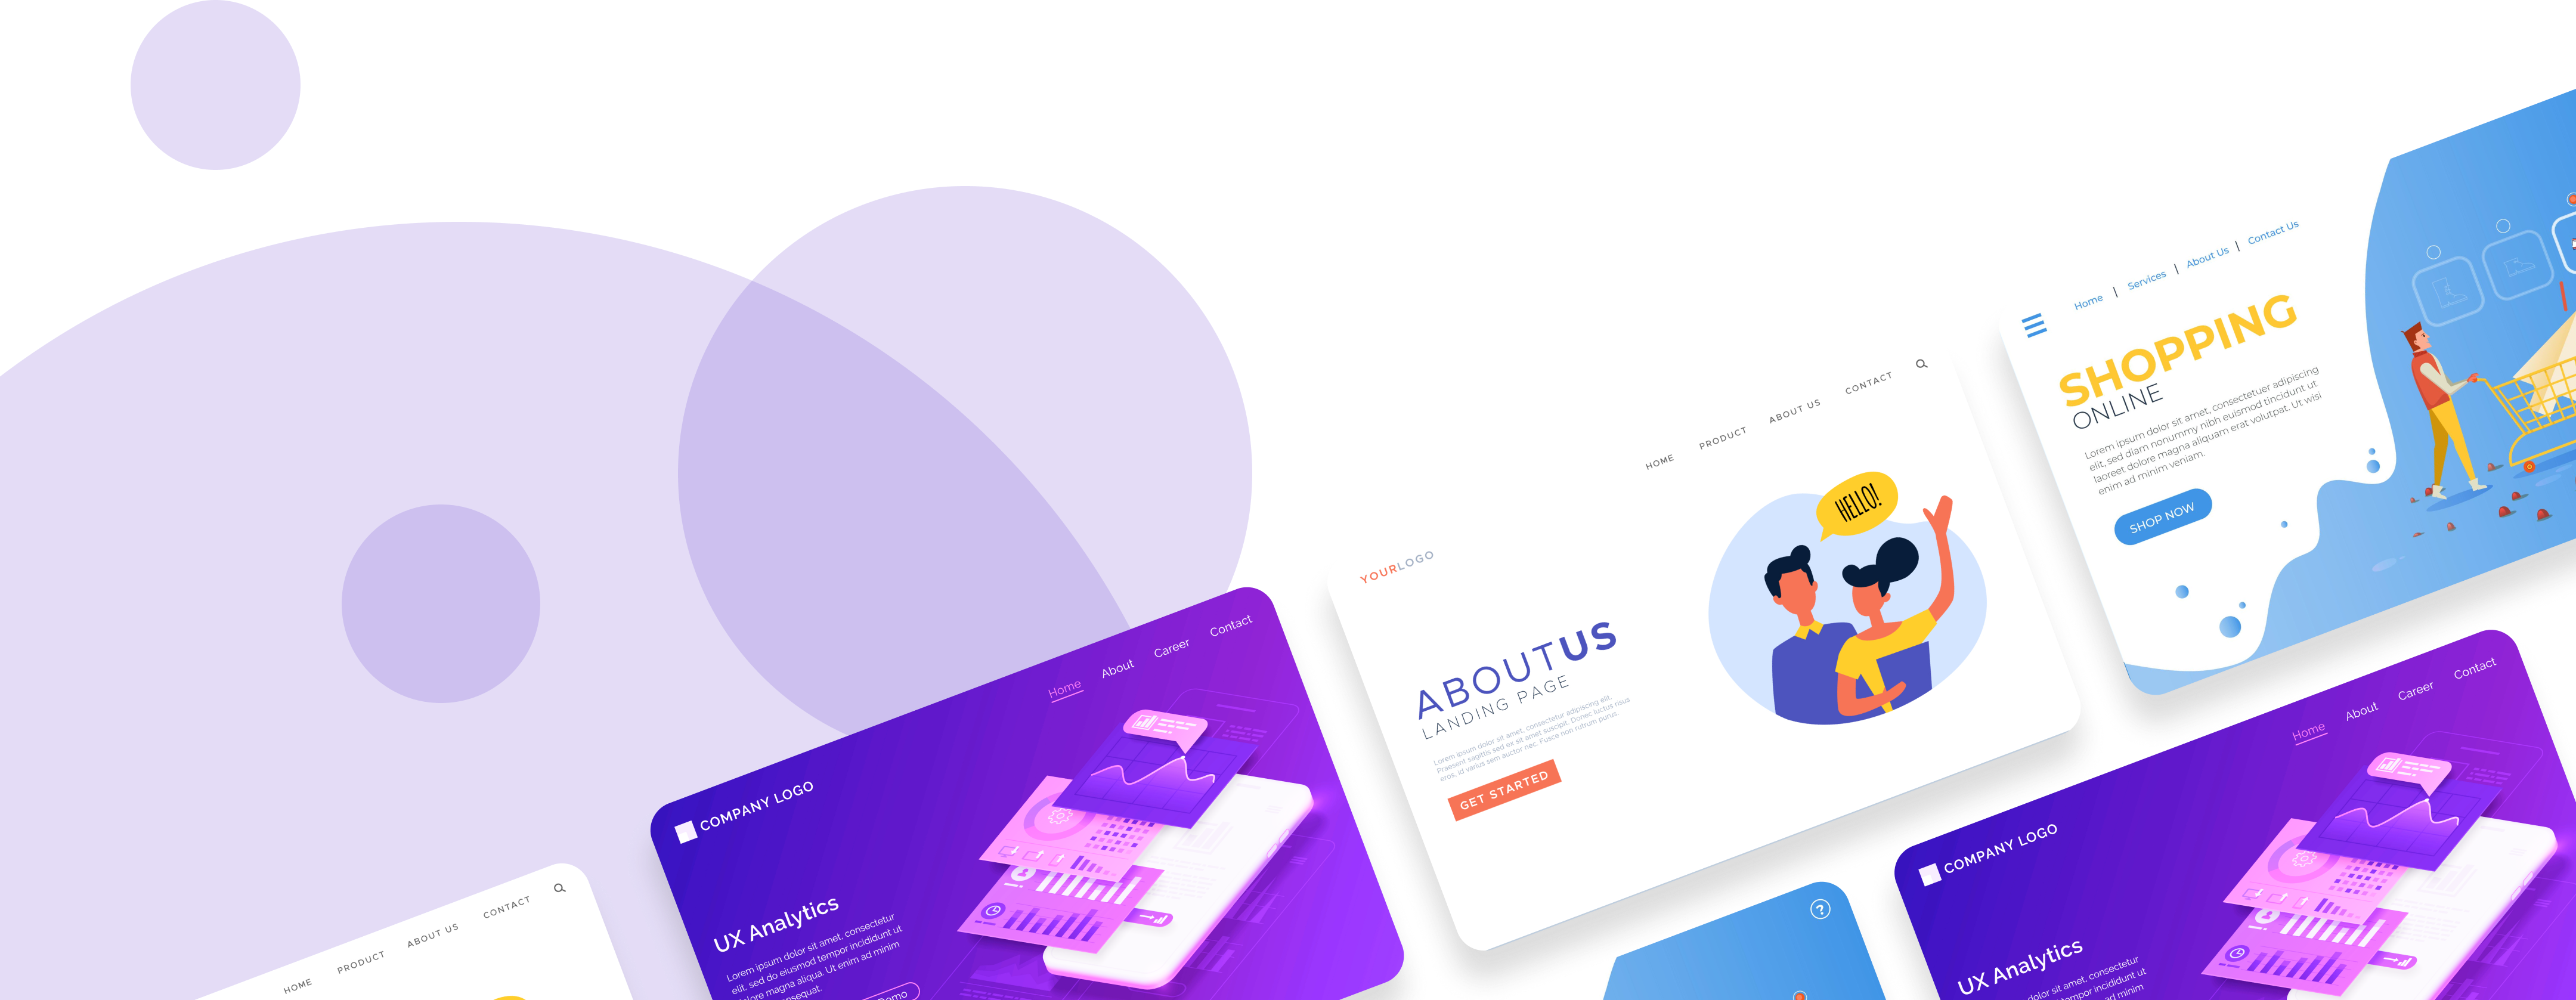 Home | Services | About Us | Contact Us
SHOPPING
ONLINE
Lorem ipsum dolor sit amet, consectetuer adipiscing
elit, sed diam nonummy nibh euismod tincidunt ut
laoreet dolore magna aliquam erat volutpat. Ut wisi
enim ad minim veniam.
SHOP NOW
HOME PRODUCT ABOUT US CONTACT
YOURLOGO
HELLO!
ABOUTUS
LANDING PAGE
Lorem ipsum dolor sit amet, consectetur adipiscing elit.
Praesent sagittis sed ex sit amet suscipit. Donec luctus risus
eros, id varius sem auctor nec. Fusce non rutrum purus.
GET STARTED
Home About Career Contact
COMPANY LOGO
UX Analytics
Lorem ipsum dolor sit amet, consectetur
elit, sed do eiusmod tempor incididunt ut
olore magna aliqua. Ut enim ad minim
nsequat.
Demo
HOME PRODUCT ABOUT US CONTACT
?
Home About Career Contact
COMPANY LOGO
UX Analytics
dolor sit amet, consectetur
tempor incididunt ut
ad minim